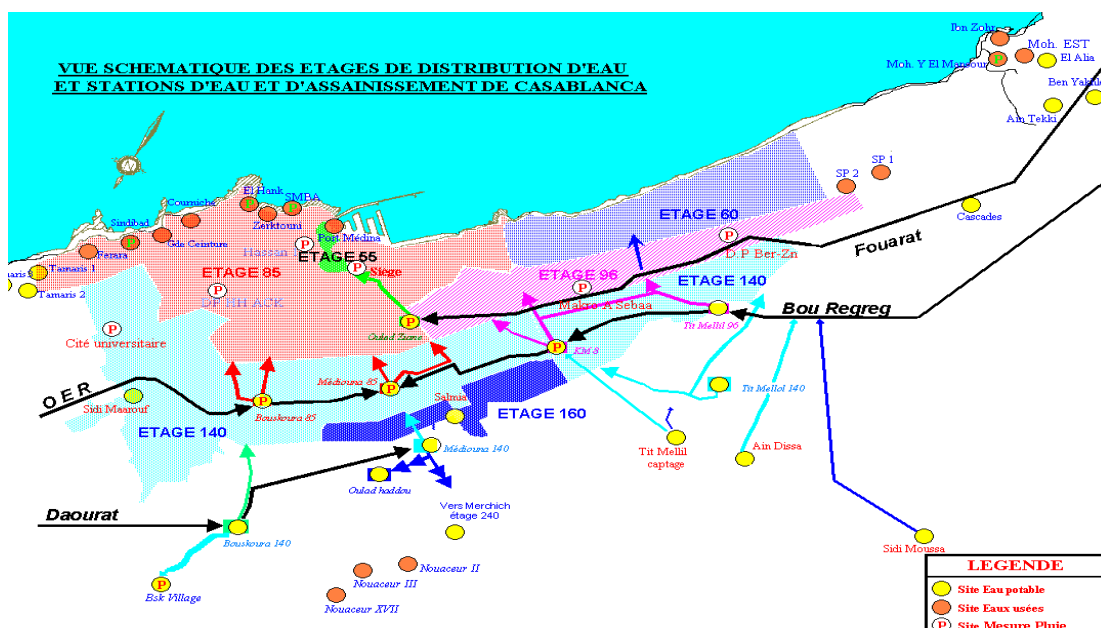 VUE SCHEMATIQUE DES ETAGES DE DISTRIBUTION D'EAU
ET STATIONS D'EAU ET D'ASSAINISSEMENT DE CASABLANCA
Ibn Zohr
Moh. EST
Moh. Y El Mansour
P
El Alia
Ben Yakhle
Ain Tekki
SP 1
SP 2
Cascades
El Hank
P
SMBA
P
Corniche
Zerktouni
Sindibad
P
Gde Ceinture
Port Médina
Ferara
Hassan
P
ETAGE 55
ETAGE 60
P
D.P Ber-Zn
Fouarat
Tamaris 1
Tamaris 2
ETAGE 85
P
Siege
ETAGE 96
P
ETAGE 140
P
Makro A Sebaa
Bou Regreg
Tit Mellil 96
P
Cité universitaire
P
Oulad Ziane
P
KM 8
OER
Sidi Maarouf
P
Bouskoura 85
P
Médiouna 85
Salmia
ETAGE 160
Tit Mellol 140
ETAGE 140
Médiouna 140
Tit Mellil
captage
Ain Dissa
Oulad haddou
Vers Merchich
étage 240
Daourat
Bouskoura 140
Sidi Moussa
P
Bsk Village
Nouaceur II
Nouaceur III
Nouaceur XVII
LEGENDE
Site Eau potable
Site Eaux usées
P Site Mesure Pluie